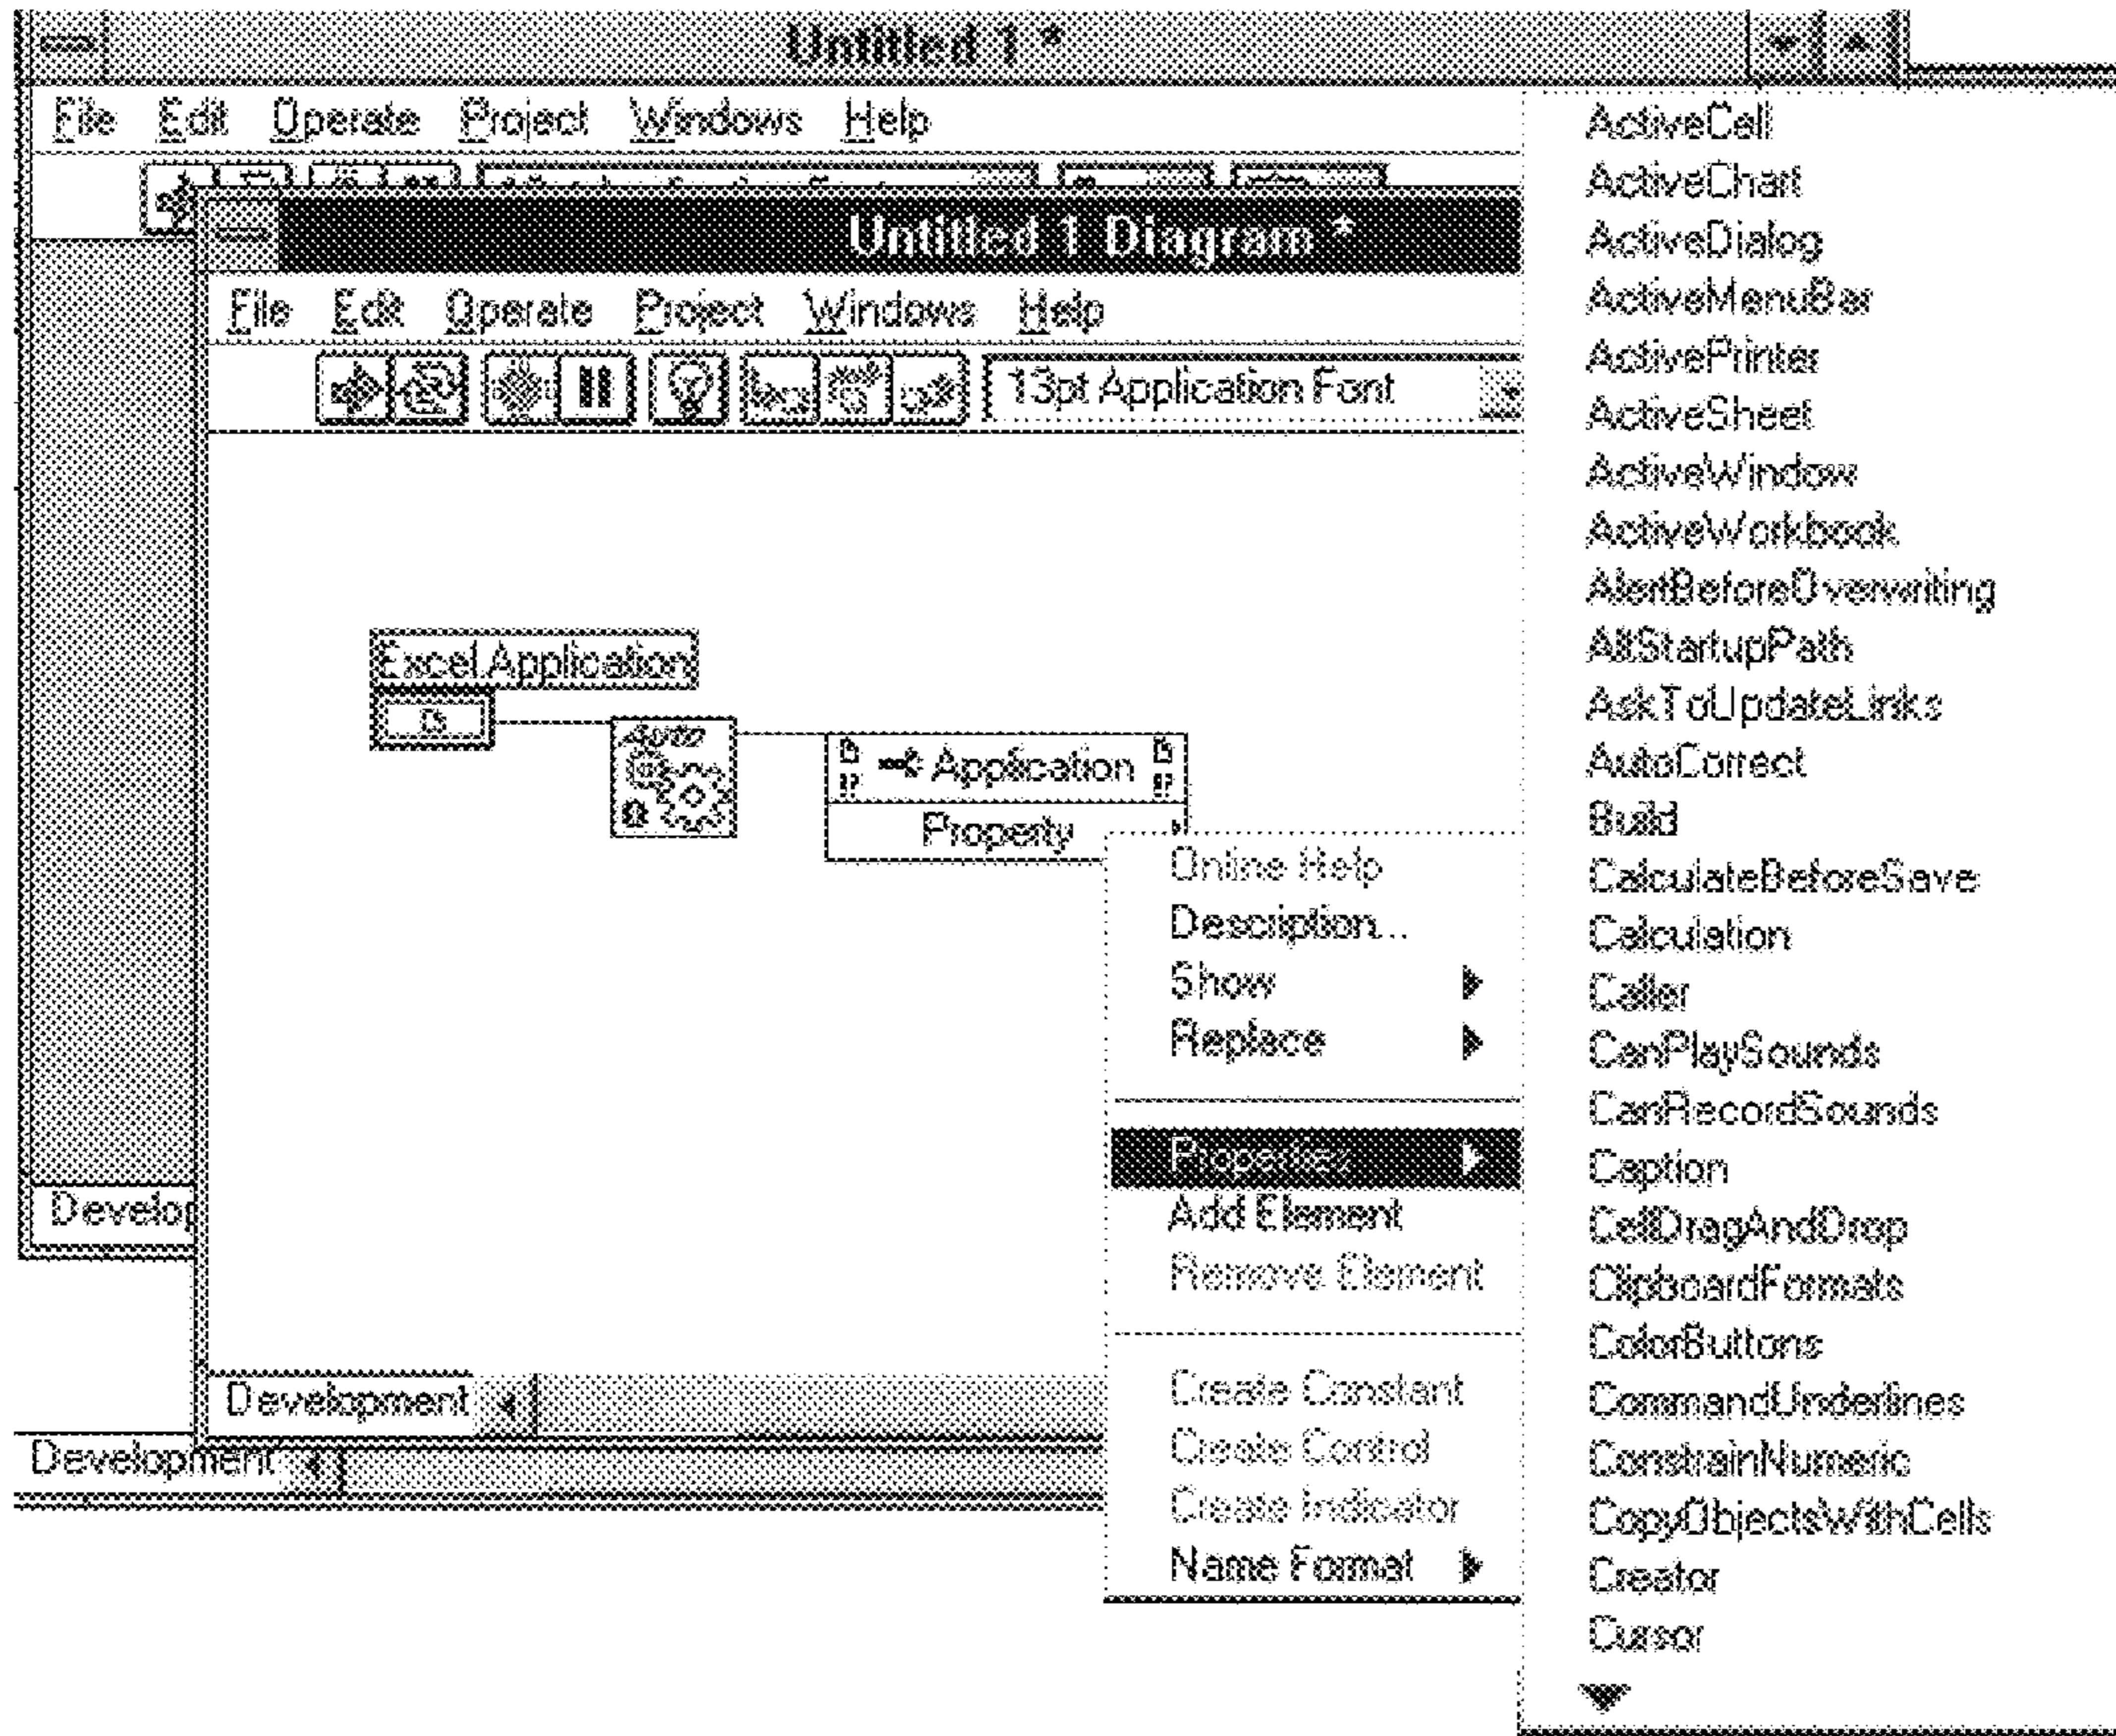 Untitled 1 *
File Edit Operate Project Windows Help
Untitled 1 Diagram *
File Edit Operate Project Windows Help
13pt Application Font
Excel.Application
Auto
Application
Property
Online Help
Description...
Show
Replace
Properties
Add Element
Remove Element
Create Constant
Create Control
Create Indicator
Name Format
ActiveCell
ActiveChart
ActiveDialog
ActiveMenuBar
ActivePrinter
ActiveSheet
ActiveWindow
ActiveWorkbook
AlertBeforeOverwriting
AltStartupPath
AskToUpdateLinks
AutoCorrect
Build
CalculateBeforeSave
Calculation
Caller
CanPlaySounds
CanRecordSounds
Caption
CellDragAndDrop
ClipboardFormats
ColorButtons
CommandUnderlines
ConstrainNumeric
CopyObjectsWithCells
Creator
Cursor
Develop
Development
Development